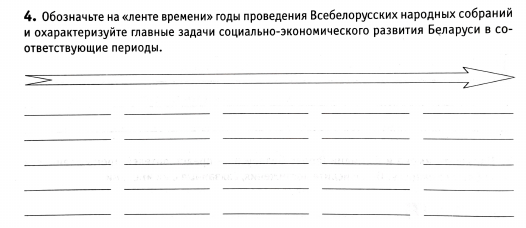 4. Обозначьте на «ленте времени» годы проведения Всебелорусских народных собраний
и охарактеризуйте главные задачи социально-экономического развития Беларуси в со-
ответствующие периоды.